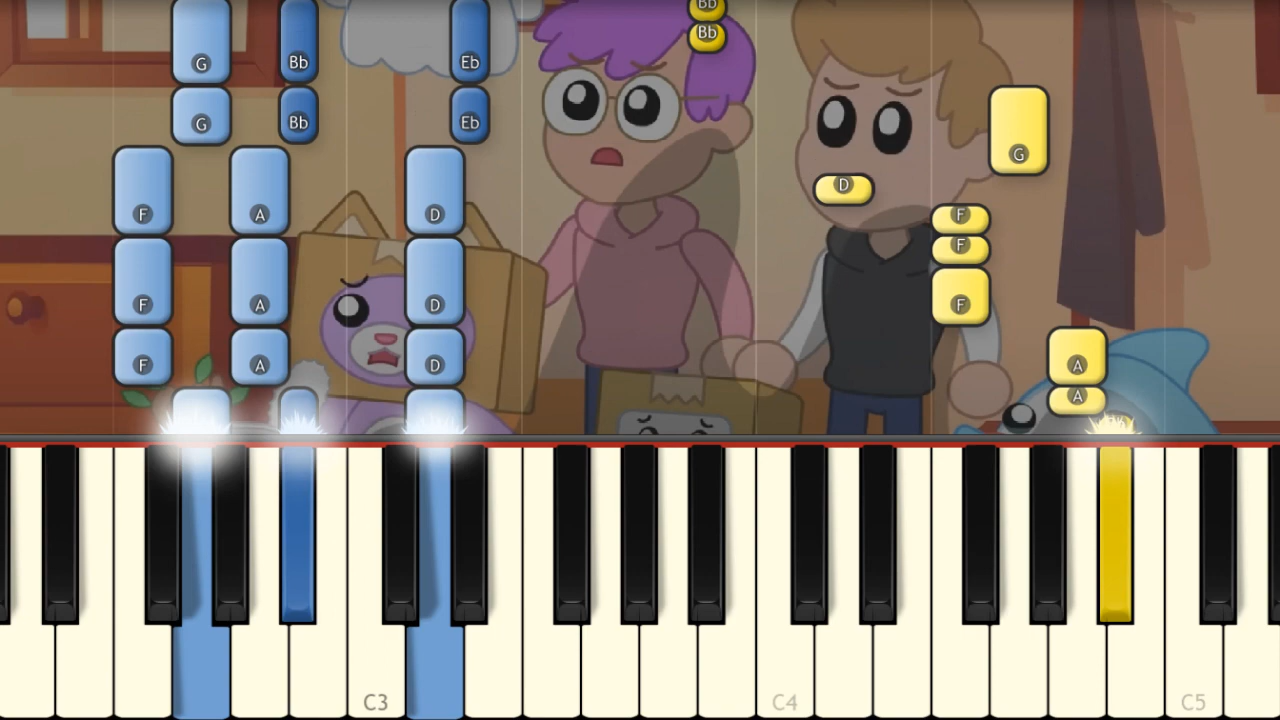 Bb
G Bb Eb Bb
G Bb Eb
G
F A D D F
F
F A D F
F A D A
A
C3 C4 C5